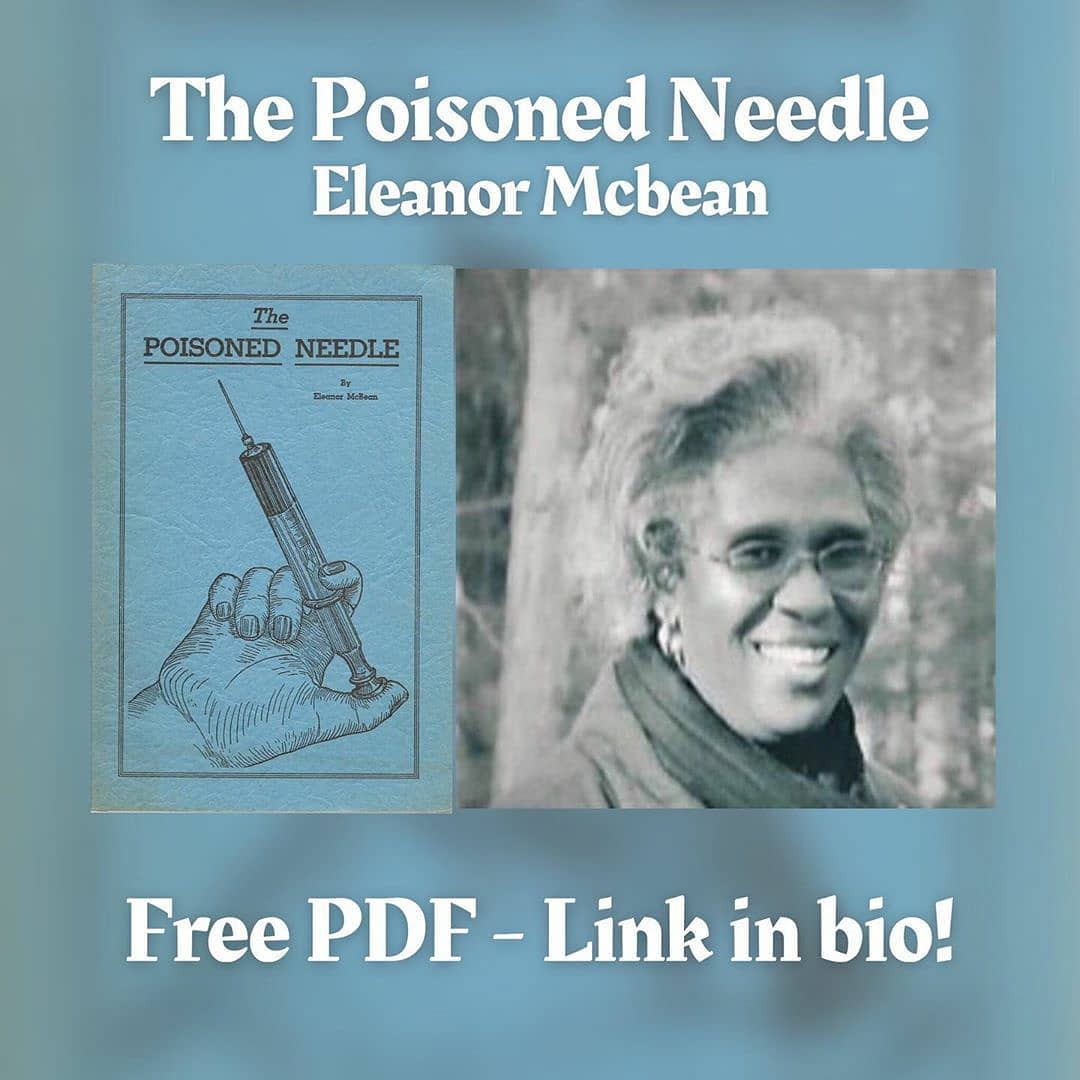 The Poisoned Needle
Eleanor Mcbean
The
POISONED NEEDLE
By
Eleanor McBean
Free PDF - Link in bio!